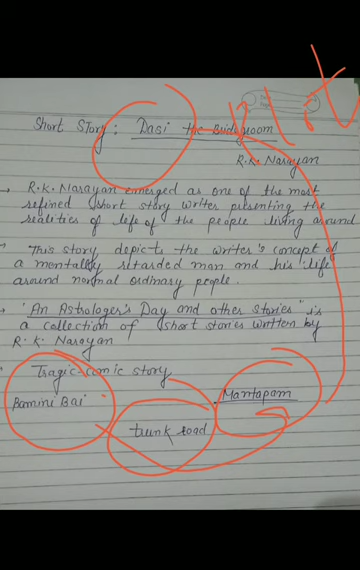 Short Story: Dasi the Bridegroom
R.K. Narayan
→ R.K. Narayan emerged as one of the most
refined short story writer presenting the
realities of life of the people living around
This story depicts the writer's concept of
a mentally retarded man and his life
around normal ordinary people.
→ "An Astrologer's Day and other stories" is
a collection of short stories written by
R. K. Narayan
Tragic-comic story
Mantapam
Bamini Bai
trunk road